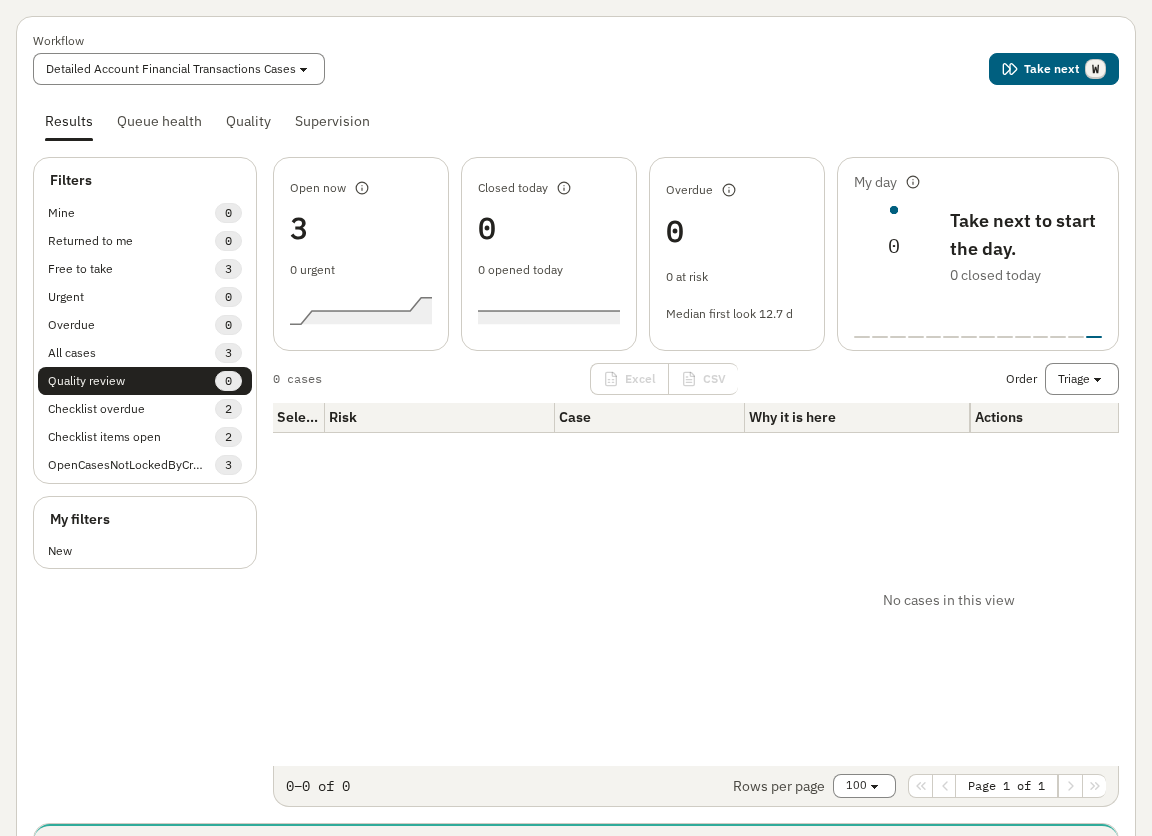 Workflow
Detailed Account Financial Transactions Cases
Take next W
Results Queue health Quality Supervision
Filters
Mine 0
Returned to me 0
Free to take 3
Urgent 0
Overdue 0
All cases 3
Quality review 0
Checklist overdue 2
Checklist items open 2
OpenCasesNotLockedByCr... 3
My filters
New
Open now
3
0 urgent
Closed today
0
0 opened today
Overdue
0
0 at risk
Median first look 12.7 d
My day
0
Take next to start
the day.
0 closed today
0 cases
Excel CSV
Order Triage
Sele... Risk Case Why it is here Actions
No cases in this view
0–0 of 0
Rows per page 100 Page 1 of 1